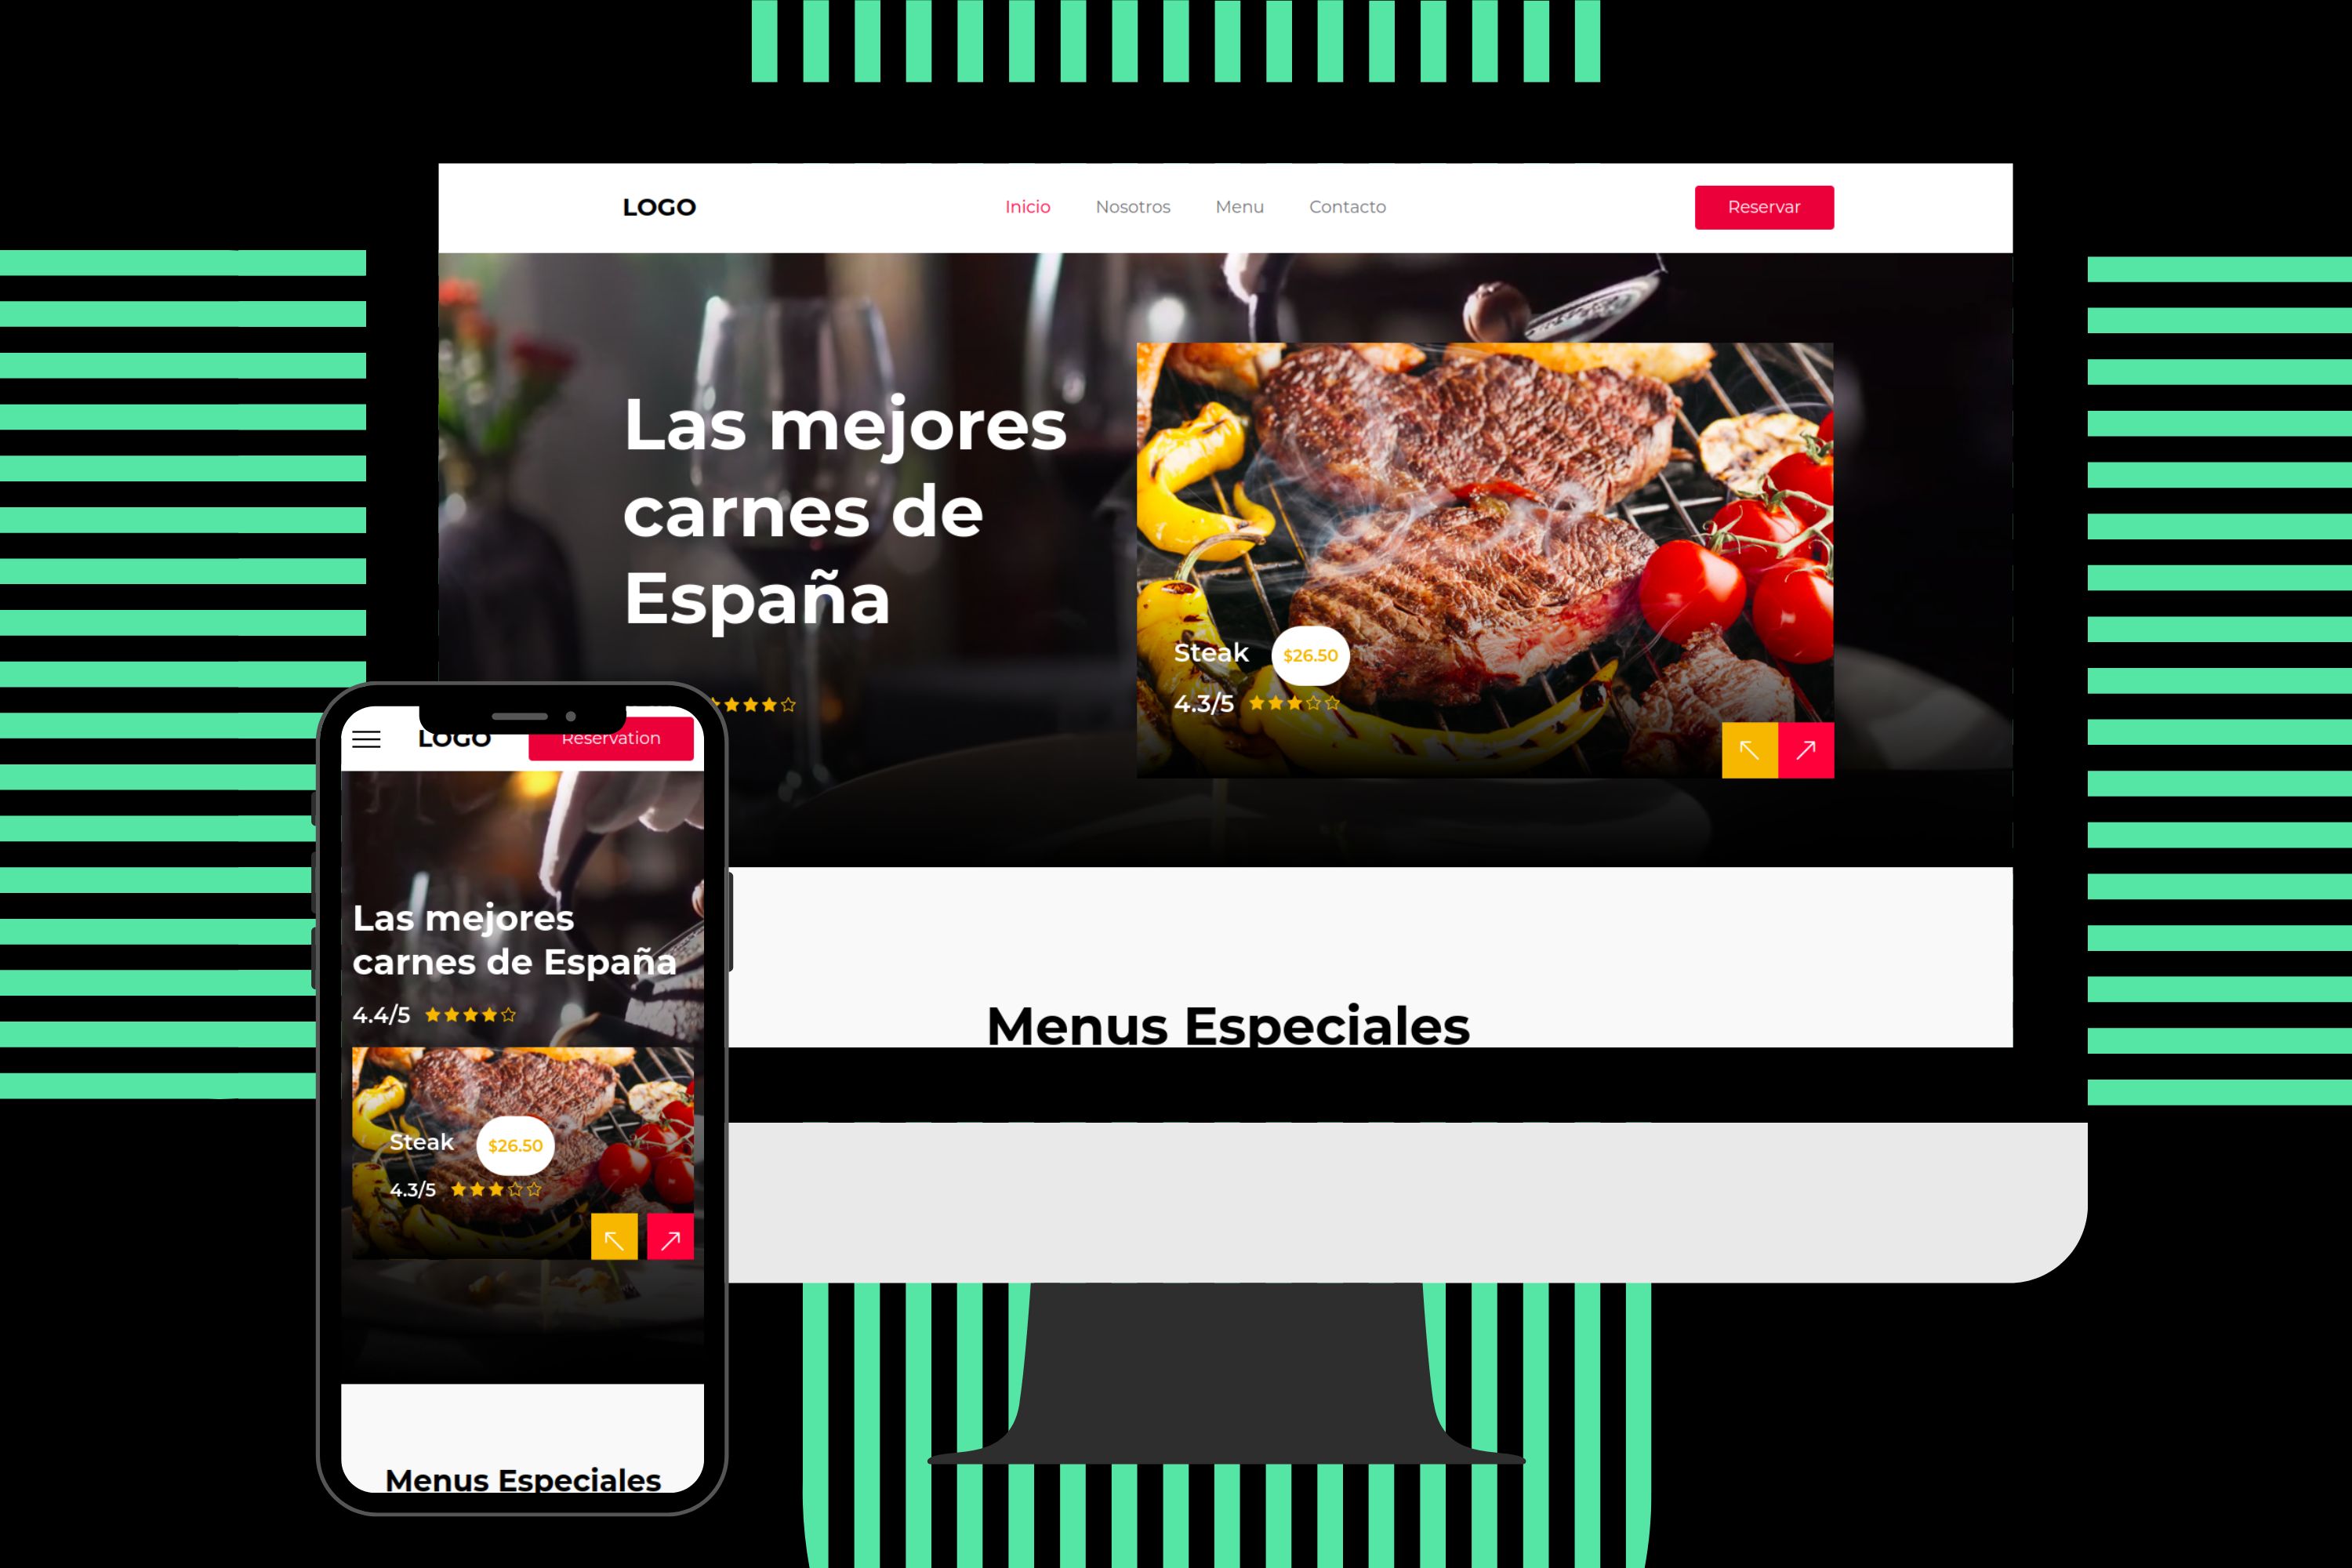 LOGO
Inicio Nosotros Menu Contacto
Reservar
Las mejores
carnes de
España
Steak $26.50
4.3/5
LOGO
Reservation
Las mejores
carnes de España
4.4/5
Steak $26.50
4.3/5
Menus Especiales
Menus Especiales